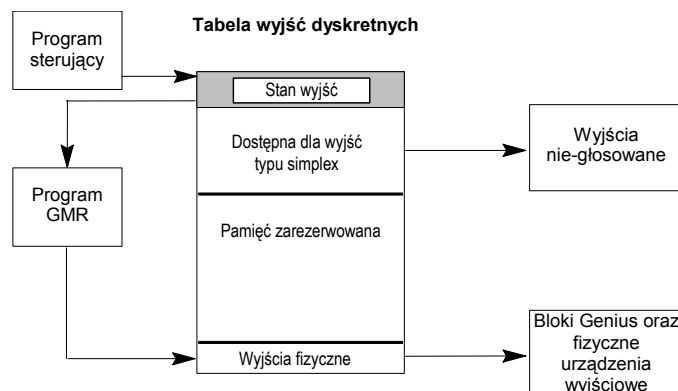 Tabela wyjść dyskretnych
Program
sterujący
Stan wyjść
Dostępna dla wyjść
typu simplex
Wyjścia
nie-głosowane
Program
GMR
Pamięć zarezerwowana
Wyjścia fizyczne
Bloki Genius oraz
fizyczne
urządzenia
wyjściowe